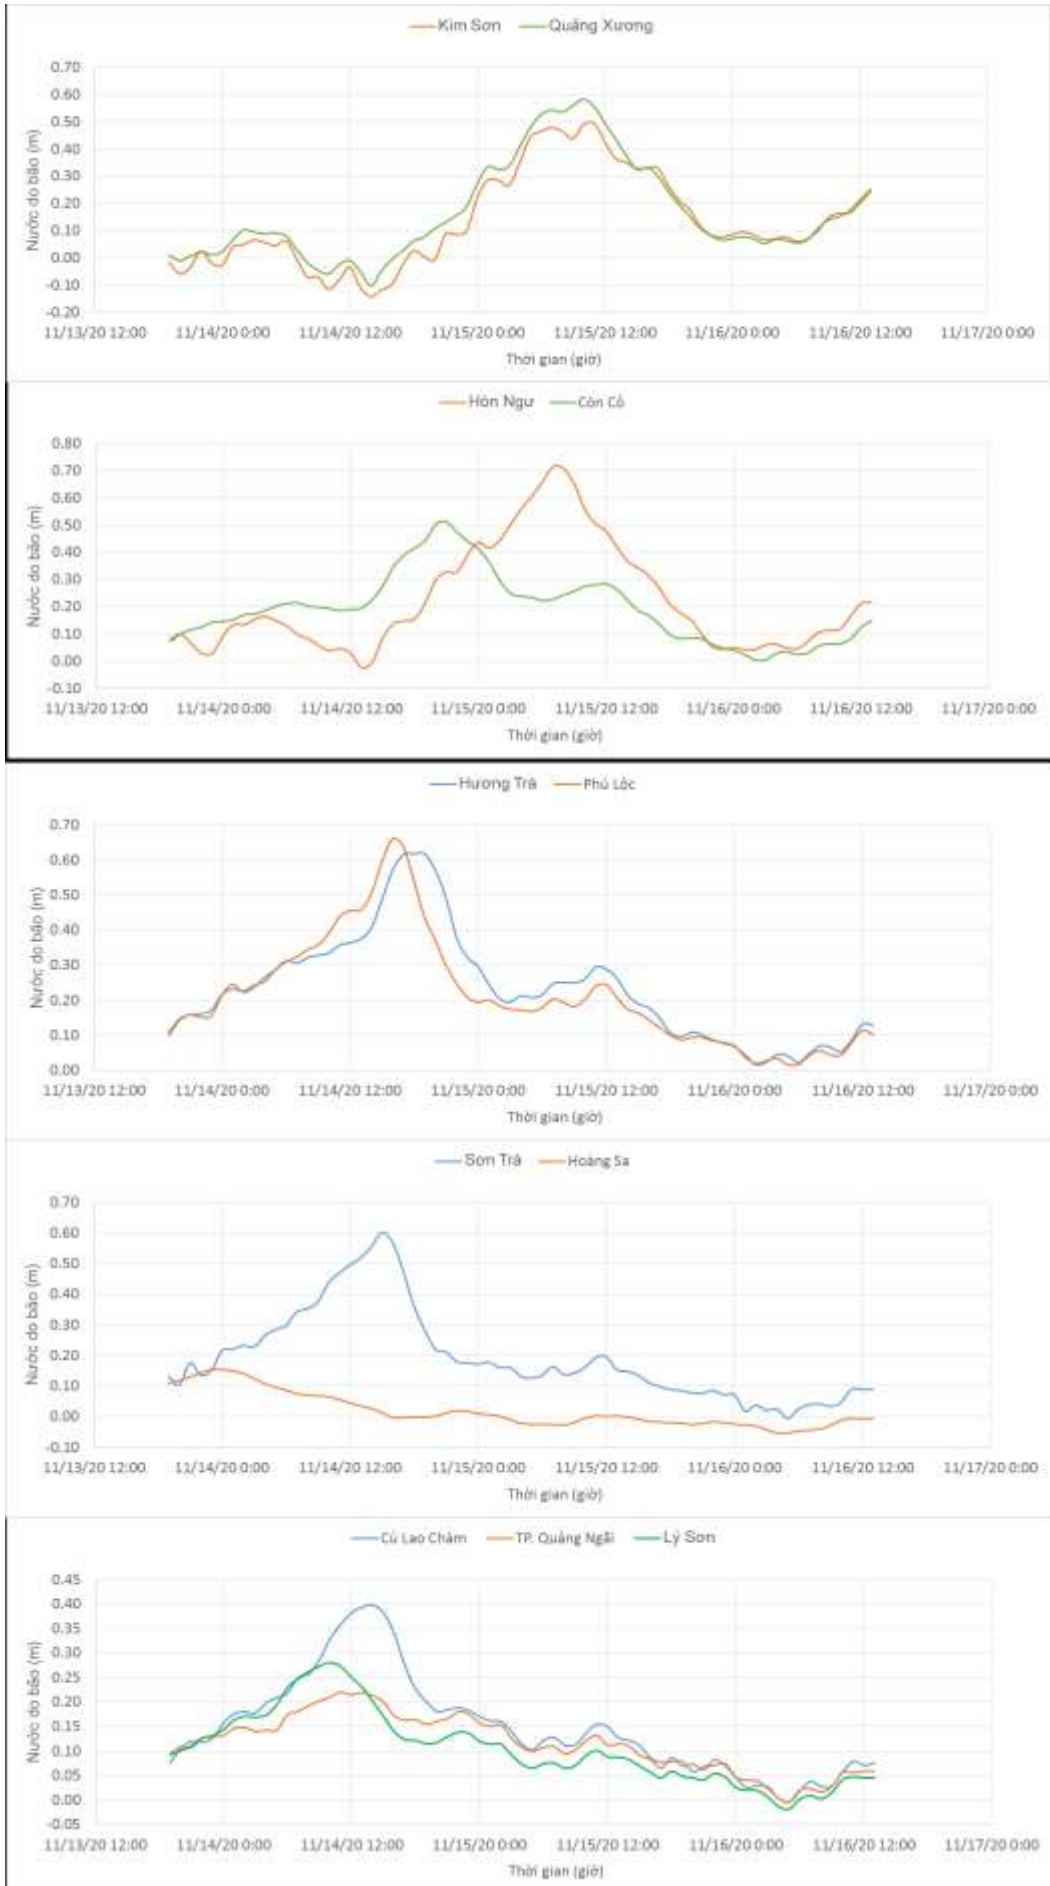 Kim Sơn Quảng Xương
Nước do bão (m)
0.70
0.60
0.50
0.40
0.30
0.20
0.10
0.00
-0.10
-0.20
11/13/20 12:00 11/14/20 0:00 11/14/20 12:00 11/15/20 0:00 11/15/20 12:00 11/16/20 0:00 11/16/20 12:00 11/17/20 0:00
Thời gian (giờ)
Hòn Ngư Cồn Cỏ
Nước do bão (m)
0.80
0.70
0.60
0.50
0.40
0.30
0.20
0.10
0.00
-0.10
11/13/20 12:00 11/14/20 0:00 11/14/20 12:00 11/15/20 0:00 11/15/20 12:00 11/16/20 0:00 11/16/20 12:00 11/17/20 0:00
Thời gian (giờ)
Hương Trà Phú Lộc
Nước do bão (m)
0.70
0.60
0.50
0.40
0.30
0.20
0.10
0.00
11/13/20 12:00 11/14/20 0:00 11/14/20 12:00 11/15/20 0:00 11/15/20 12:00 11/16/20 0:00 11/16/20 12:00 11/17/20 0:00
Thời gian (giờ)
Sơn Trà Hoàng Sa
Nước do bão (m)
0.70
0.60
0.50
0.40
0.30
0.20
0.10
0.00
-0.10
11/13/20 12:00 11/14/20 0:00 11/14/20 12:00 11/15/20 0:00 11/15/20 12:00 11/16/20 0:00 11/16/20 12:00 11/17/20 0:00
Thời gian (giờ)
Cù Lao Chàm TP. Quảng Ngãi Lý Sơn
Nước do bão (m)
0.45
0.40
0.35
0.30
0.25
0.20
0.15
0.10
0.05
0.00
-0.05
11/13/20 12:00 11/14/20 0:00 11/14/20 12:00 11/15/20 0:00 11/15/20 12:00 11/16/20 0:00 11/16/20 12:00 11/17/20 0:00
Thời gian (giờ)